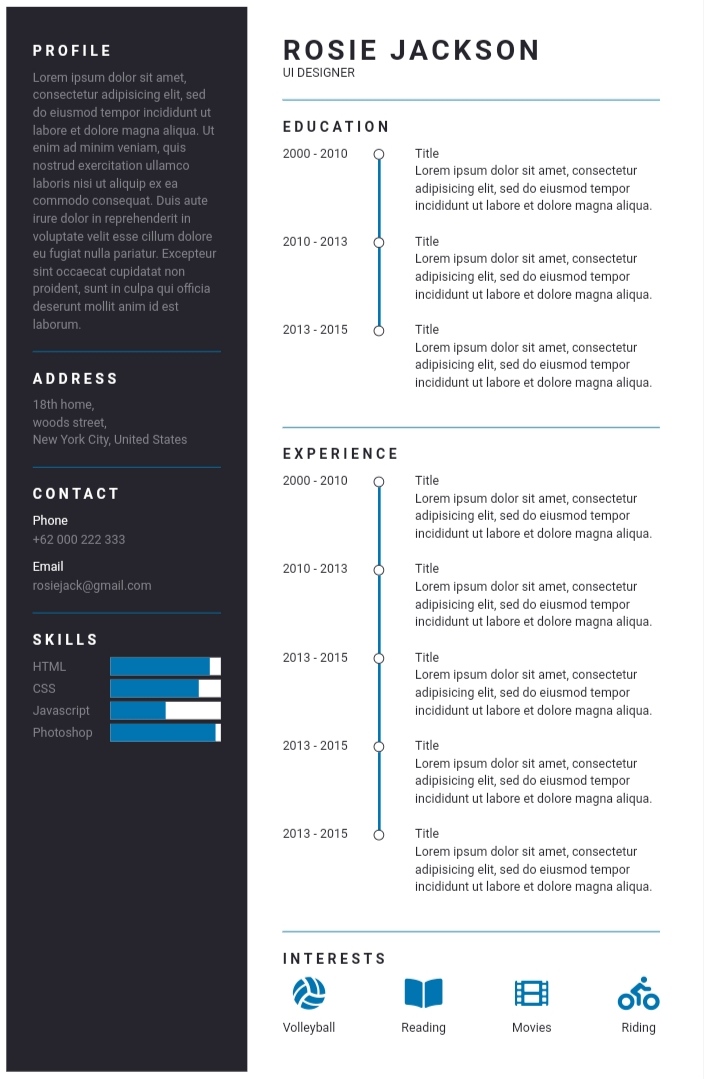 PROFILE
Lorem ipsum dolor sit amet,
consectetur adipisicing elit, sed
do eiusmod tempor incididunt ut
labore et dolore magna aliqua. Ut
enim ad minim veniam, quis
nostrud exercitation ullamco
laboris nisi ut aliquip ex ea
commodo consequat. Duis aute
irure dolor in reprehenderit in
voluptate velit esse cillum dolore
eu fugiat nulla pariatur. Excepteur
sint occaecat cupidatat non
proident, sunt in culpa qui officia
deserunt mollit anim id est
laborum.
ADDRESS
18th home,
woods street,
New York City, United States
CONTACT
Phone
+62 000 222 333
Email
rosiejack@gmail.com
SKILLS
HTML
CSS
Javascript
Photoshop
ROSIE JACKSON
UI DESIGNER
EDUCATION
2000 - 2010 Title
Lorem ipsum dolor sit amet, consectetur
adipisicing elit, sed do eiusmod tempor
incididunt ut labore et dolore magna aliqua.
2010 - 2013 Title
Lorem ipsum dolor sit amet, consectetur
adipisicing elit, sed do eiusmod tempor
incididunt ut labore et dolore magna aliqua.
2013 - 2015 Title
Lorem ipsum dolor sit amet, consectetur
adipisicing elit, sed do eiusmod tempor
incididunt ut labore et dolore magna aliqua.
EXPERIENCE
2000 - 2010 Title
Lorem ipsum dolor sit amet, consectetur
adipisicing elit, sed do eiusmod tempor
incididunt ut labore et dolore magna aliqua.
2010 - 2013 Title
Lorem ipsum dolor sit amet, consectetur
adipisicing elit, sed do eiusmod tempor
incididunt ut labore et dolore magna aliqua.
2013 - 2015 Title
Lorem ipsum dolor sit amet, consectetur
adipisicing elit, sed do eiusmod tempor
incididunt ut labore et dolore magna aliqua.
2013 - 2015 Title
Lorem ipsum dolor sit amet, consectetur
adipisicing elit, sed do eiusmod tempor
incididunt ut labore et dolore magna aliqua.
2013 - 2015 Title
Lorem ipsum dolor sit amet, consectetur
adipisicing elit, sed do eiusmod tempor
incididunt ut labore et dolore magna aliqua.
INTERESTS
Volleyball Reading Movies Riding